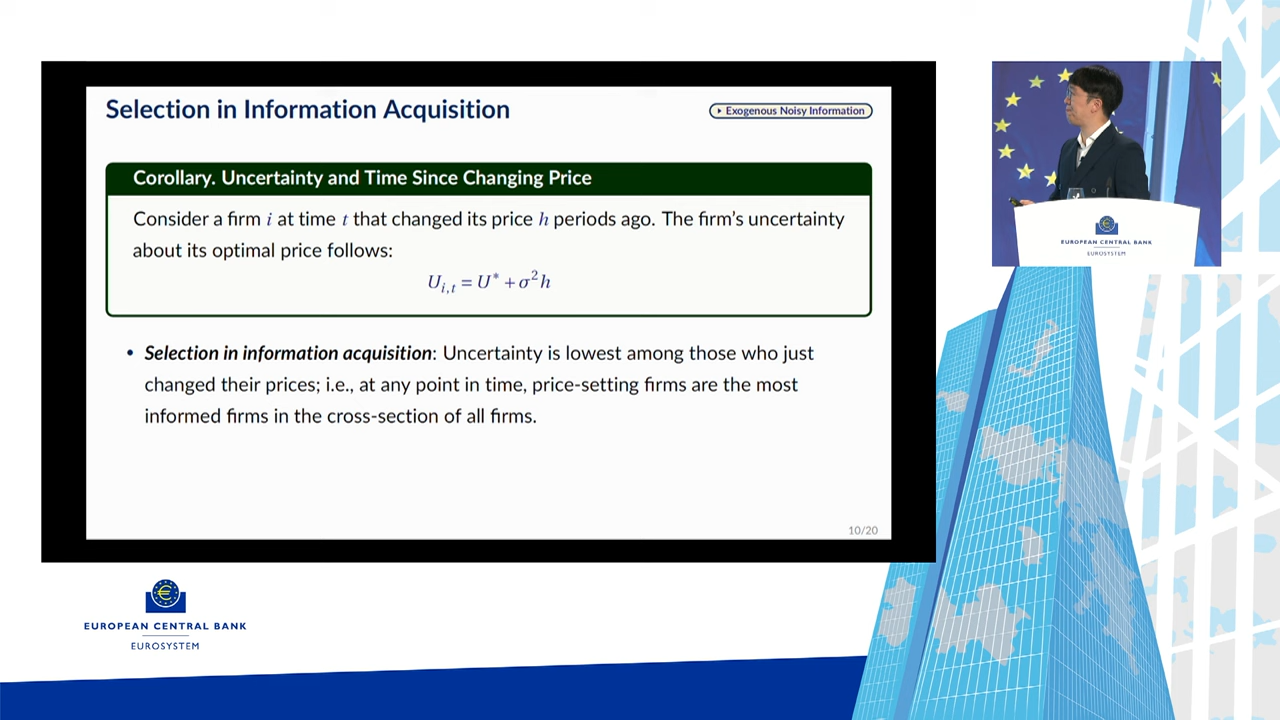 Selection in Information Acquisition
▸ Exogenous Noisy Information
Corollary. Uncertainty and Time Since Changing Price
Consider a firm i at time t that changed its price h periods ago. The firm's uncertainty
about its optimal price follows:
U_{i,t} = U* + σ²h
• Selection in information acquisition: Uncertainty is lowest among those who just
changed their prices; i.e., at any point in time, price-setting firms are the most
informed firms in the cross-section of all firms.
10/20
EUROPEAN CENTRAL BANK
EUROSYSTEM
EUROPEAN CENTRAL BANK
EUROSYSTEM